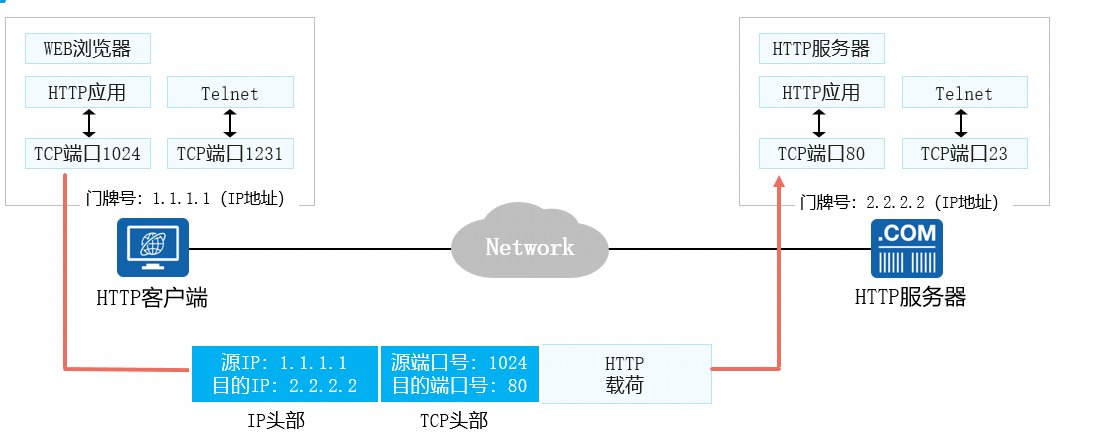 WEB浏览器
HTTP应用
Telnet
TCP端口1024
TCP端口1231
门牌号：1.1.1.1（IP地址）
HTTP客户端
Network
HTTP服务器
HTTP应用
Telnet
TCP端口80
TCP端口23
门牌号：2.2.2.2（IP地址）
.COM
HTTP服务器
源IP：1.1.1.1
目的IP：2.2.2.2
源端口号：1024
目的端口号：80
HTTP
载荷
IP头部
TCP头部